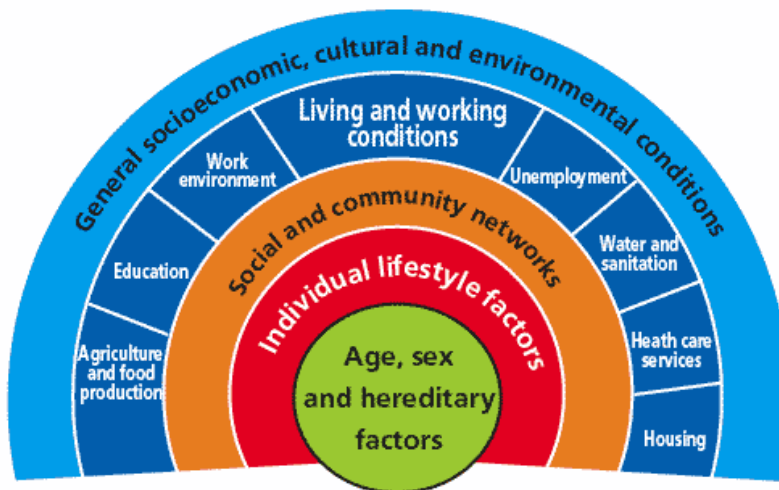 General socioeconomic, cultural and environmental conditions
Living and working
conditions
Work
environment
Unemployment
Education
Water and
sanitation
Agriculture
and food
production
Heath care
services
Housing
Social and community networks
Individual lifestyle factors
Age, sex
and hereditary
factors